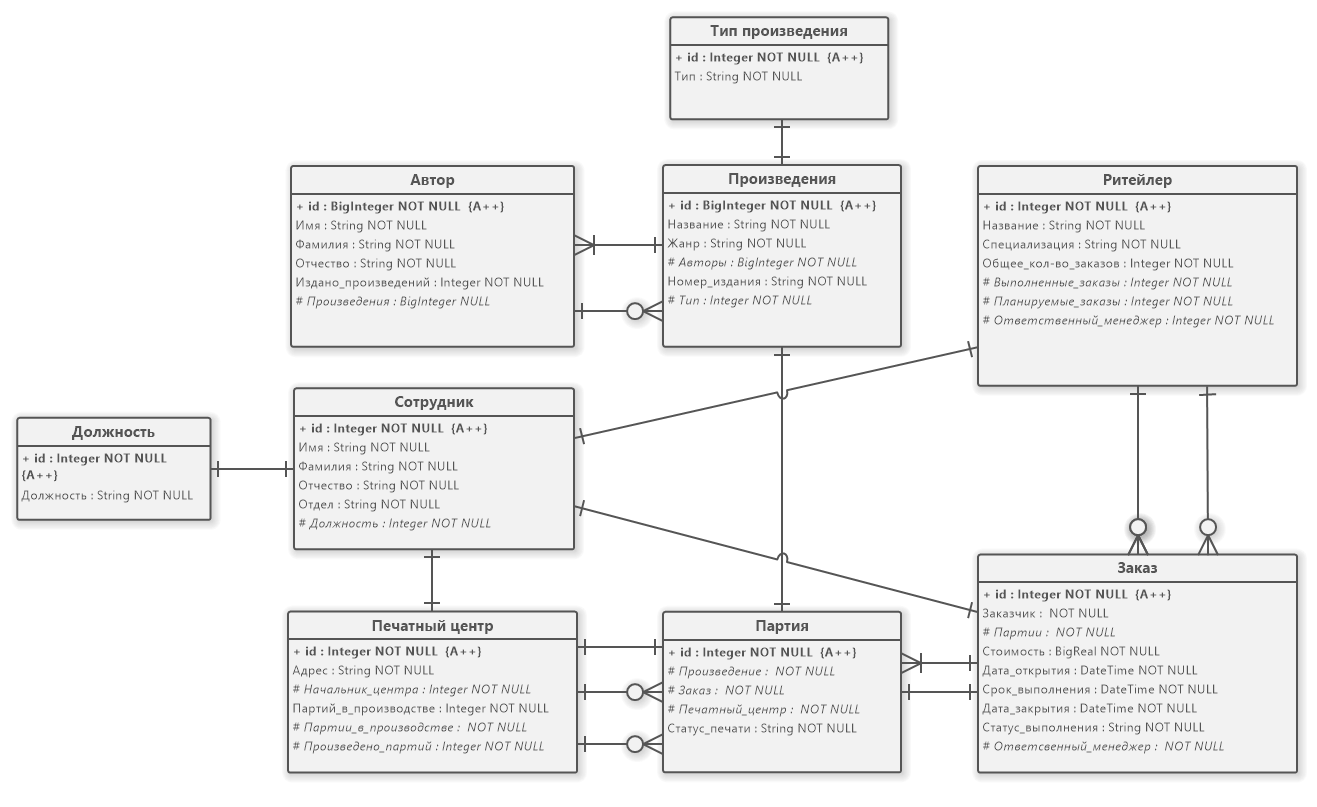 Тип произведения
+ id : Integer NOT NULL {A++}
Тип : String NOT NULL
Автор
+ id : BigInteger NOT NULL {A++}
Имя : String NOT NULL
Фамилия : String NOT NULL
Отчество : String NOT NULL
Издано_произведений : Integer NOT NULL
# Произведения : BigInteger NULL
Произведения
+ id : BigInteger NOT NULL {A++}
Название : String NOT NULL
Жанр : String NOT NULL
# Авторы : BigInteger NOT NULL
Номер_издания : String NOT NULL
# Тип : Integer NOT NULL
Ритейлер
+ id : Integer NOT NULL {A++}
Название : String NOT NULL
Специализация : String NOT NULL
Общее_кол-во_заказов : Integer NOT NULL
# Выполненные_заказы : Integer NOT NULL
# Планируемые_заказы : Integer NOT NULL
# Ответственный_менеджер : Integer NOT NULL
Должность
+ id : Integer NOT NULL
{A++}
Должность : String NOT NULL
Сотрудник
+ id : Integer NOT NULL {A++}
Имя : String NOT NULL
Фамилия : String NOT NULL
Отчество : String NOT NULL
Отдел : String NOT NULL
# Должность : Integer NOT NULL
Печатный центр
+ id : Integer NOT NULL {A++}
Адрес : String NOT NULL
# Начальник_центра : Integer NOT NULL
Партий_в_производстве : Integer NOT NULL
# Партии_в_производстве : NOT NULL
# Произведено_партий : Integer NOT NULL
Партия
+ id : Integer NOT NULL {A++}
# Произведение : NOT NULL
# Заказ : NOT NULL
# Печатный_центр : NOT NULL
Статус_печати : String NOT NULL
Заказ
+ id : Integer NOT NULL {A++}
Заказчик : NOT NULL
# Партии : NOT NULL
Стоимость : BigReal NOT NULL
Дата_открытия : DateTime NOT NULL
Срок_выполнения : DateTime NOT NULL
Дата_закрытия : DateTime NOT NULL
Статус_выполнения : String NOT NULL
# Ответсвенный_менеджер : NOT NULL